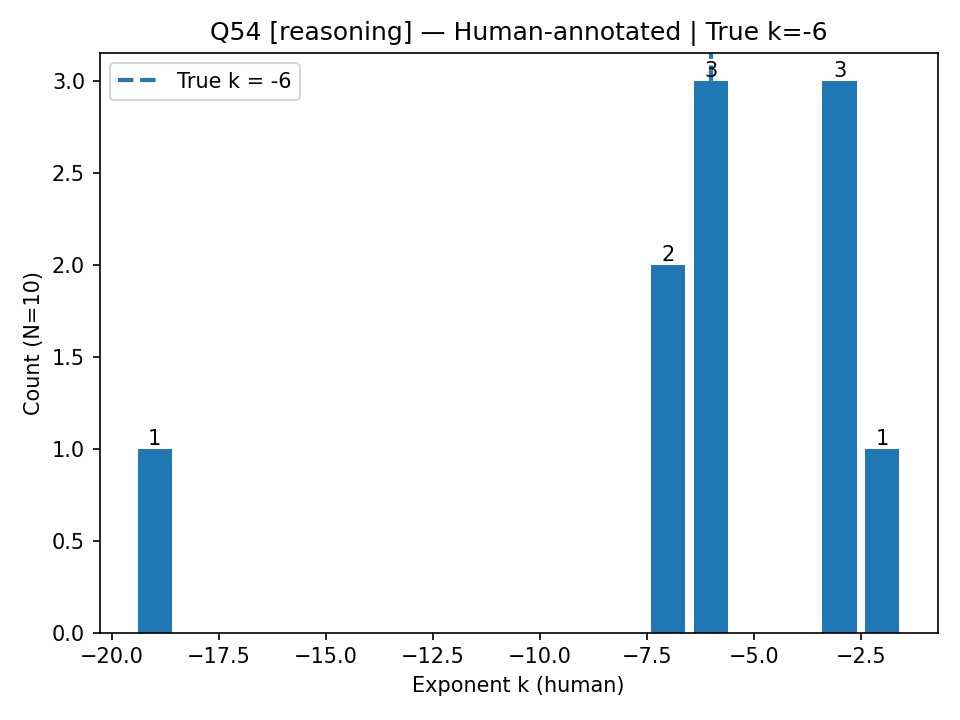 Q54 [reasoning] — Human-annotated | True k=-6
True k = -6
3.0
2.5
2.0
1.5
1.0
0.5
0.0
Count (N=10)
1
2
3
3
1
−20.0 −17.5 −15.0 −12.5 −10.0 −7.5 −5.0 −2.5
Exponent k (human)